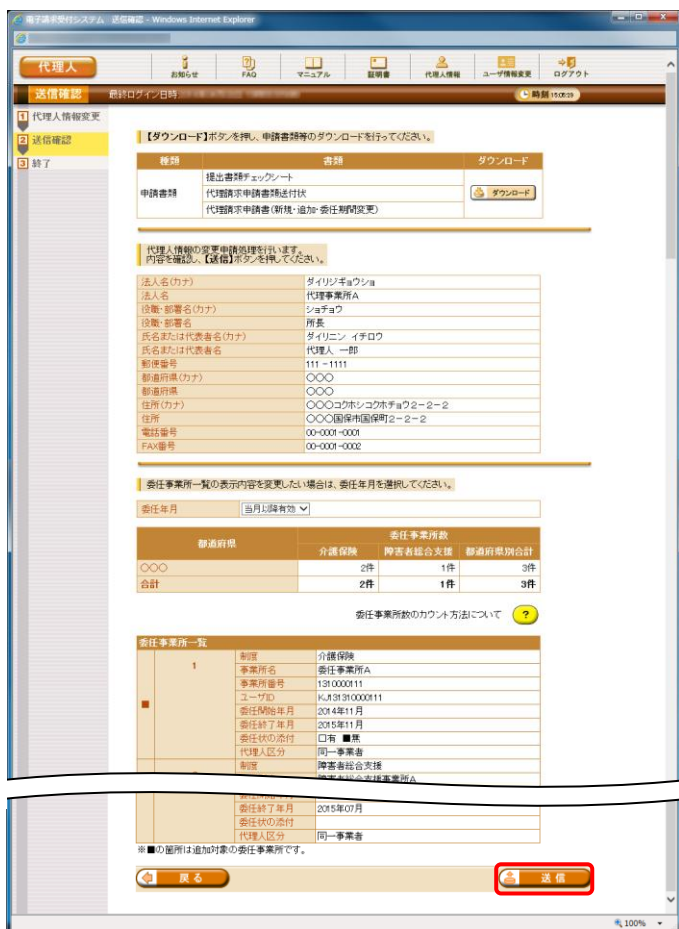 電子請求受付システム 送信確認 - Windows Internet Explorer
代理人
お知らせ FAQ マニュアル 証明書 代理人情報 ユーザ情報変更 ログアウト
送信確認 最終ログイン日時: 時刻 15:05:29
1 代理人情報変更
2 送信確認
3 終了
【ダウンロード】ボタンを押し、申請書類等のダウンロードを行ってください。
種類 書類 ダウンロード
提出書類チェックシート
申請書類 代理請求申請書類送付状 ダウンロード
代理請求申請書(新規・追加・委任期間変更)
代理人情報の変更申請処理を行います。
内容を確認し、【送信】ボタンを押してください。
法人名(カナ) ダイリジギョウショ
法人名 代理事業所A
役職・部署名(カナ) ショチョウ
役職・部署名 所長
氏名または代表者名(カナ) ダイリニン イチロウ
氏名または代表者名 代理人 一郎
郵便番号 111 -1111
都道府県(カナ) 〇〇〇
都道府県 〇〇〇
住所(カナ) 〇〇〇コクホシコクホチョウ2-2-2
住所 〇〇〇国保市国保町2-2-2
電話番号 00-0001-0001
FAX番号 00-0001-0002
委任事業所一覧の表示内容を変更したい場合は、委任年月を選択してください。
委任年月 当月以降有効
都道府県 委任事業所数
介護保険 障害者総合支援 都道府県別合計
〇〇〇 2件 1件 3件
合計 2件 1件 3件
委任事業所数のカウント方法について ?
委任事業所一覧
1 制度 介護保険
事業所名 委任事業所A
事業所番号 1310000111
ユーザID KJ131310000111
■ 委任開始年月 2014年11月
委任終了年月 2015年11月
委任状の添付 □有 ■無
代理人区分 同一事業者
制度 障害者総合支援
障害者総合支援事業所A
委任終了年月 2015年07月
委任状の添付
代理人区分 同一事業者
※■の箇所は追加対象の委任事業所です。
戻る 送信
100%